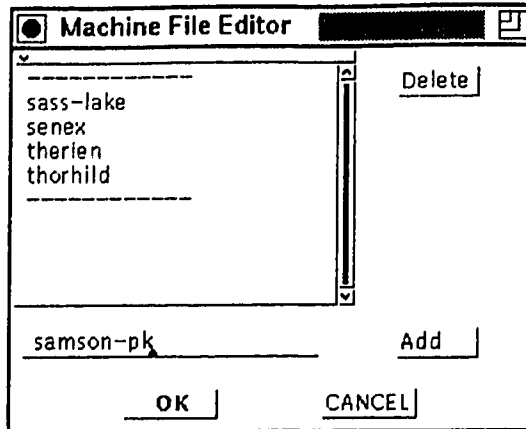 Machine File Editor
--------------
Delete
sass-lake
senex
therien
thorhild
--------------
samson-pk
Add
OK
CANCEL